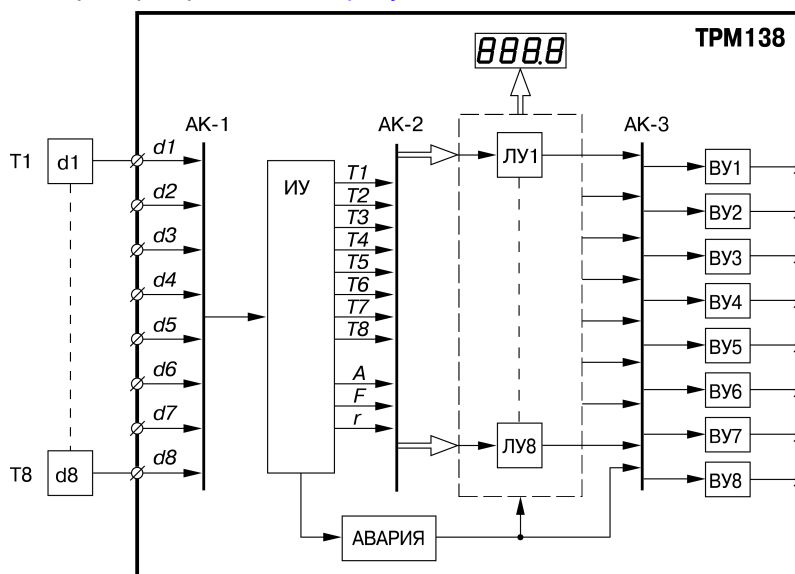 888.8
ТРМ138
АК-1
АК-2
АК-3
T1
d1
d1
d2
d3
d4
d5
d6
d7
d8
T8
d8
ИУ
T1
T2
T3
T4
T5
T6
T7
T8
A
F
r
ЛУ1
ЛУ8
ВУ1
ВУ2
ВУ3
ВУ4
ВУ5
ВУ6
ВУ7
ВУ8
АВАРИЯ